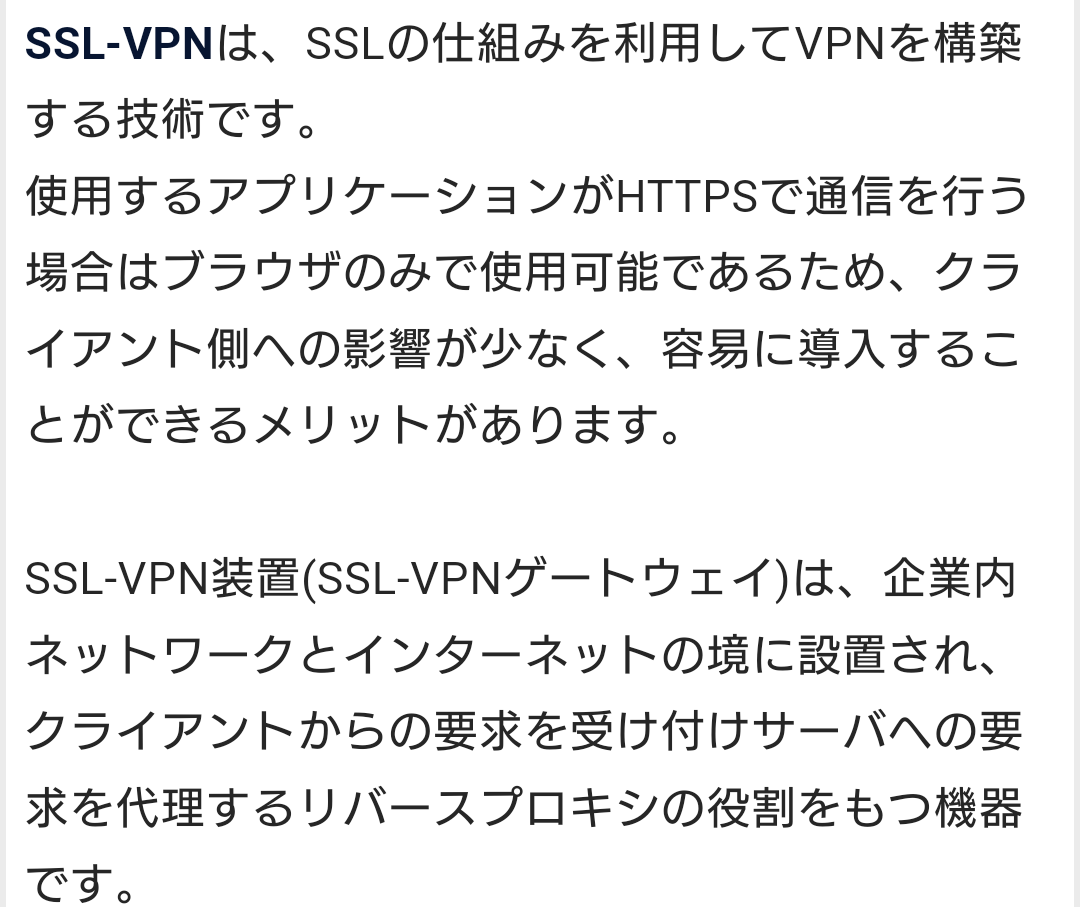 SSL-VPNは、SSLの仕組みを利用してVPNを構築
する技術です。
使用するアプリケーションがHTTPSで通信を行う
場合はブラウザのみで使用可能であるため、クラ
イアント側への影響が少なく、容易に導入するこ
とができるメリットがあります。
SSL-VPN装置(SSL-VPNゲートウェイ)は、企業内
ネットワークとインターネットの境に設置され、
クライアントからの要求を受け付けサーバへの要
求を代理するリバースプロキシの役割をもつ機器
です。